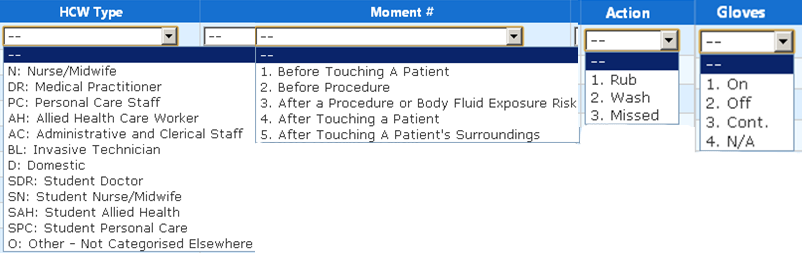 HCW Type
--
--
N: Nurse/Midwife
DR: Medical Practitioner
PC: Personal Care Staff
AH: Allied Health Care Worker
AC: Administrative and Clerical Staff
BL: Invasive Technician
D: Domestic
SDR: Student Doctor
SN: Student Nurse/Midwife
SAH: Student Allied Health
SPC: Student Personal Care
O: Other - Not Categorised Elsewhere
Moment #
--
--
--
1. Before Touching A Patient
2. Before Procedure
3. After a Procedure or Body Fluid Exposure Risk
4. After Touching a Patient
5. After Touching A Patient's Surroundings
Action
--
--
1. Rub
2. Wash
3. Missed
Gloves
--
--
1. On
2. Off
3. Cont.
4. N/A